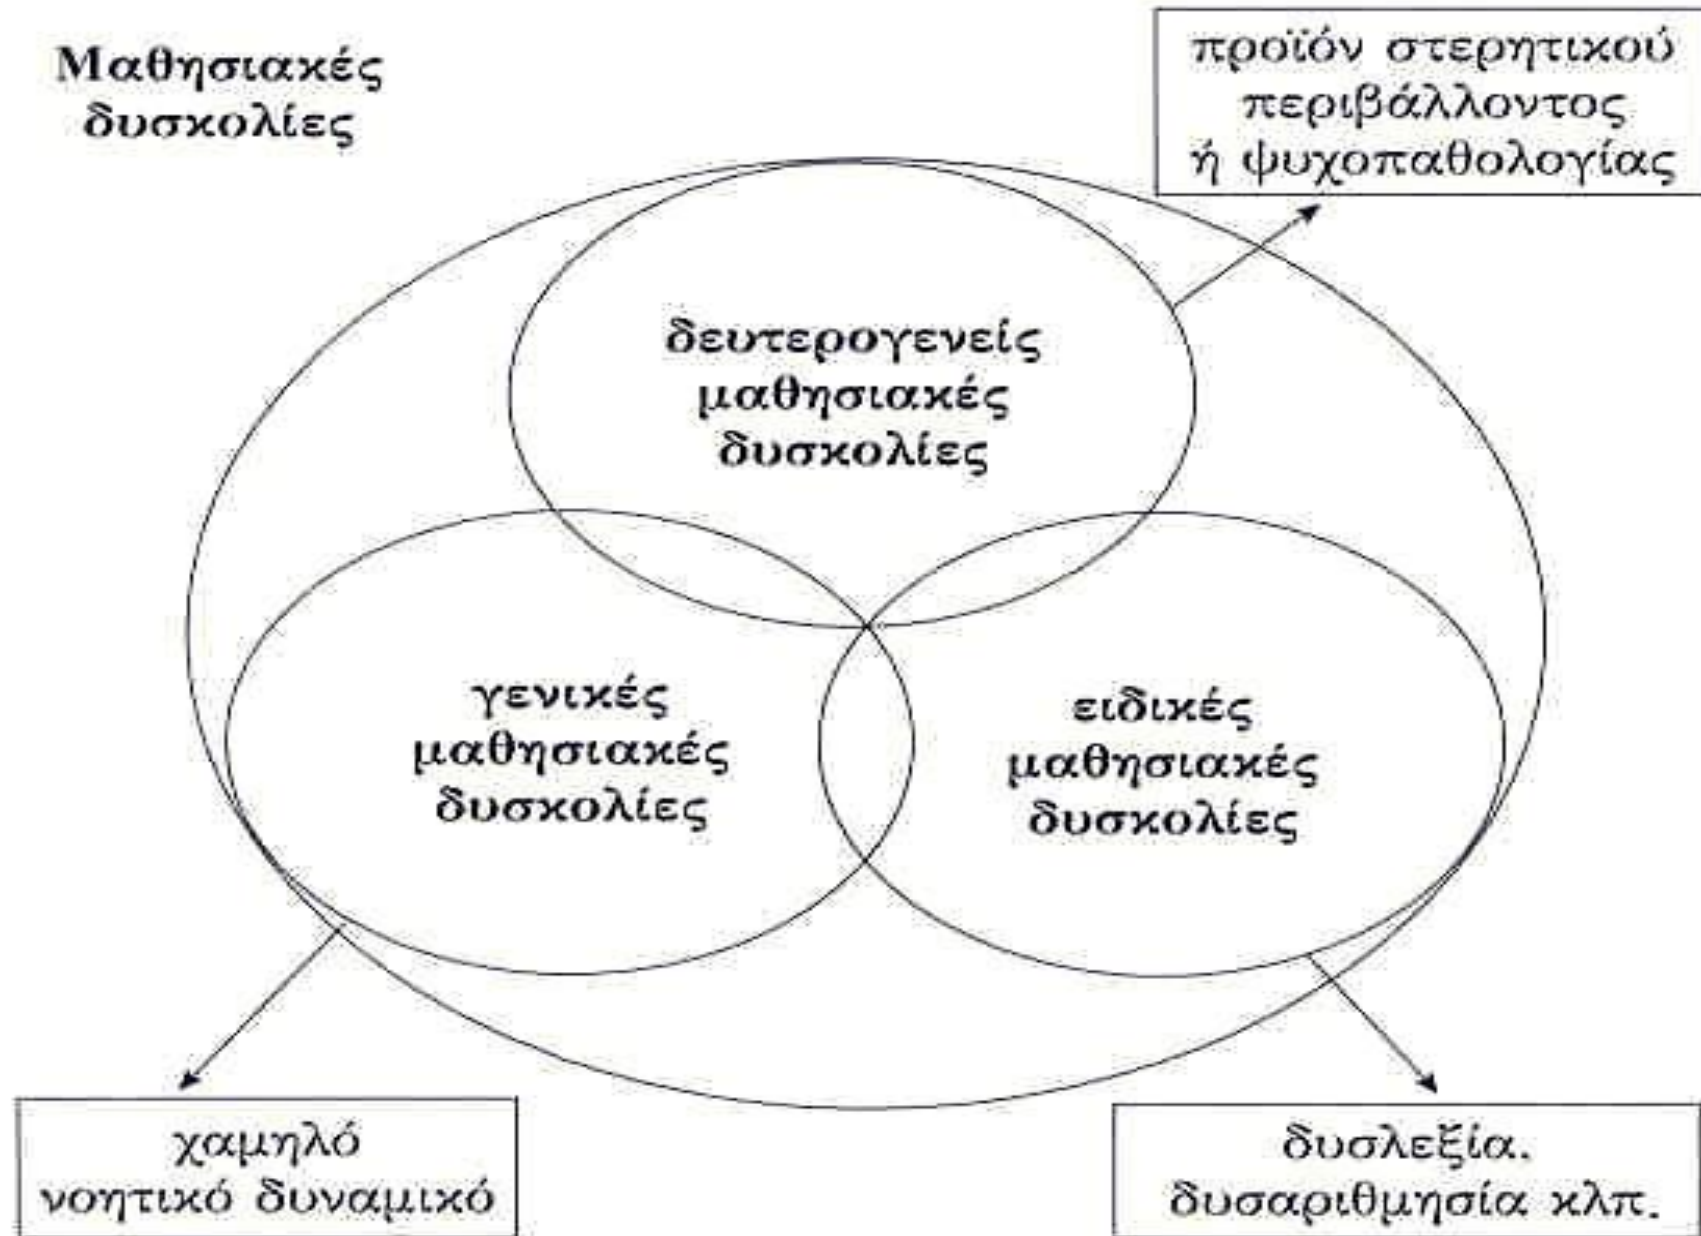 Μαθησιακές
δυσκολίες
προϊόν στερητικού
περιβάλλοντος
ή ψυχοπαθολογίας
δευτερογενείς
μαθησιακές
δυσκολίες
γενικές
μαθησιακές
δυσκολίες
ειδικές
μαθησιακές
δυσκολίες
χαμηλό
νοητικό δυναμικό
δυσλεξία.
δυσαριθμησία κλπ.